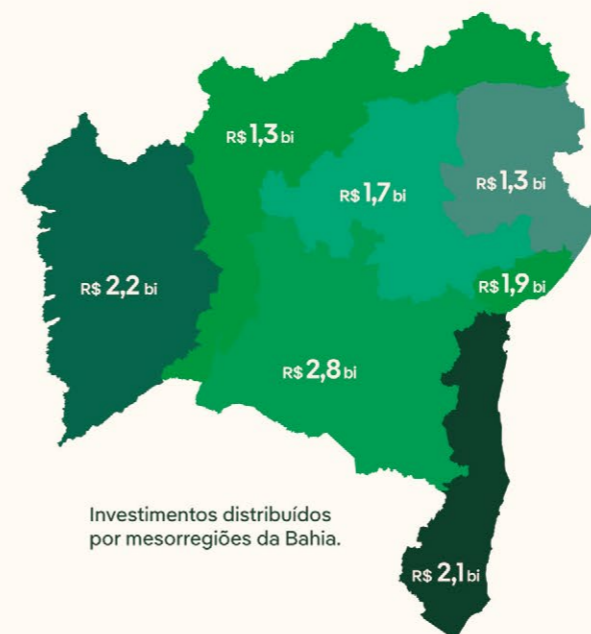 R$ 1,3 bi
R$ 1,7 bi
R$ 1,3 bi
R$ 2,2 bi
R$ 1,9 bi
R$ 2,8 bi
Investimentos distribuídos
por mesorregiões da Bahia.
R$ 2,1 bi